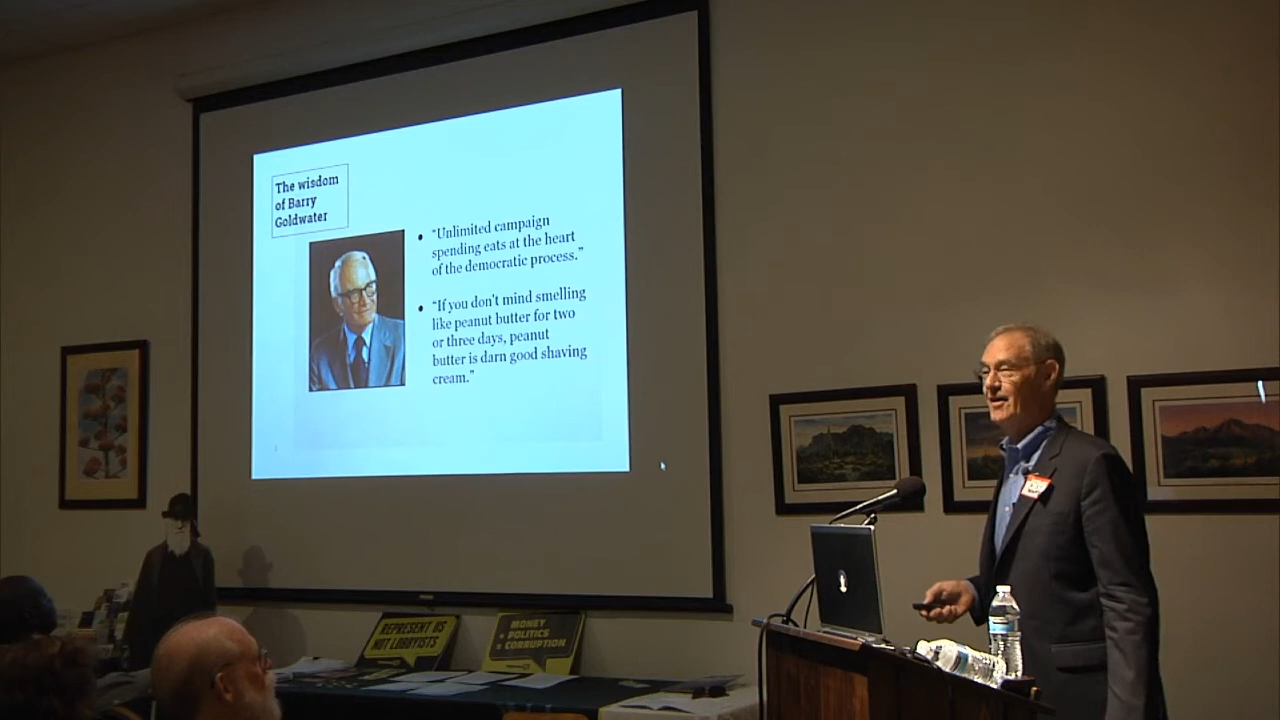 The wisdom
of Barry
Goldwater
• “Unlimited campaign
spending eats at the heart
of the democratic process.”
• “If you don't mind smelling
like peanut butter for two
or three days, peanut
butter is darn good shaving
cream.”
REPRESENT US
NOT LOBBYISTS
MONEY
+ POLITICS
= CORRUPTION